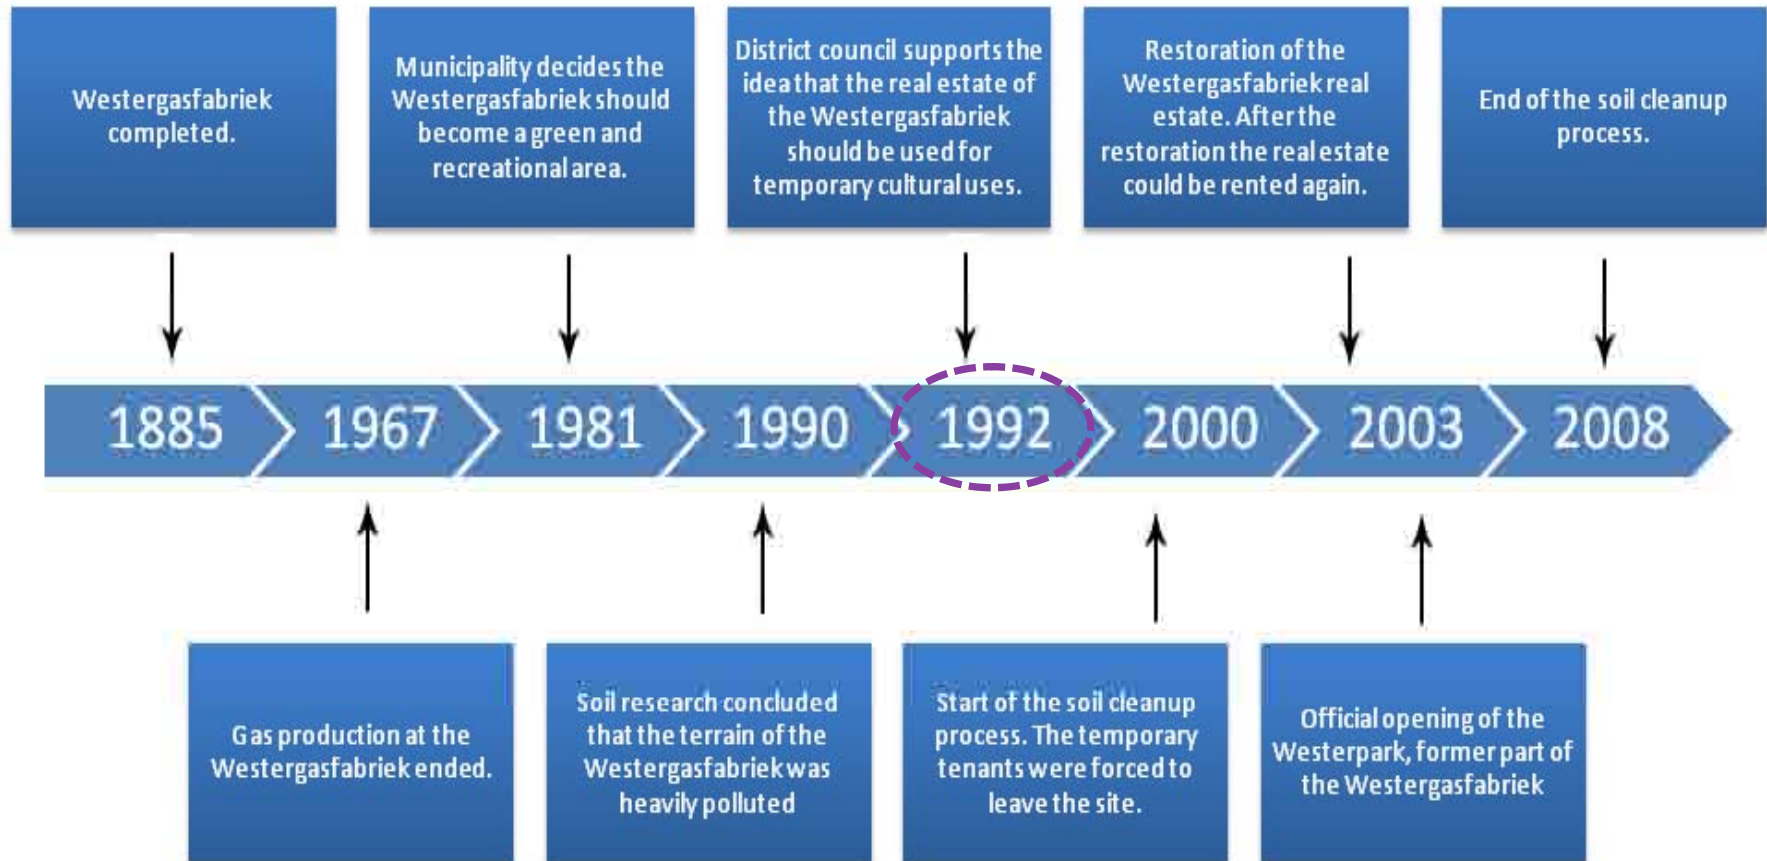 Westergasfabriek
completed.
Municipality decides the
Westergasfabriek should
become a green and
recreational area.
District council supports the
idea that the real estate of
the Westergasfabriek
should be used for
temporary cultural uses.
Restoration of the
Westergasfabriek real
estate. After the
restoration the real estate
could be rented again.
End of the soil cleanup
process.
1885 1967 1981 1990 1992 2000 2003 2008
Gas production at the
Westergasfabriek ended.
Soil research concluded
that the terrain of the
Westergasfabriek was
heavily polluted
Start of the soil cleanup
process. The temporary
tenants were forced to
leave the site.
Official opening of the
Westerpark, former part of
the Westergasfabriek